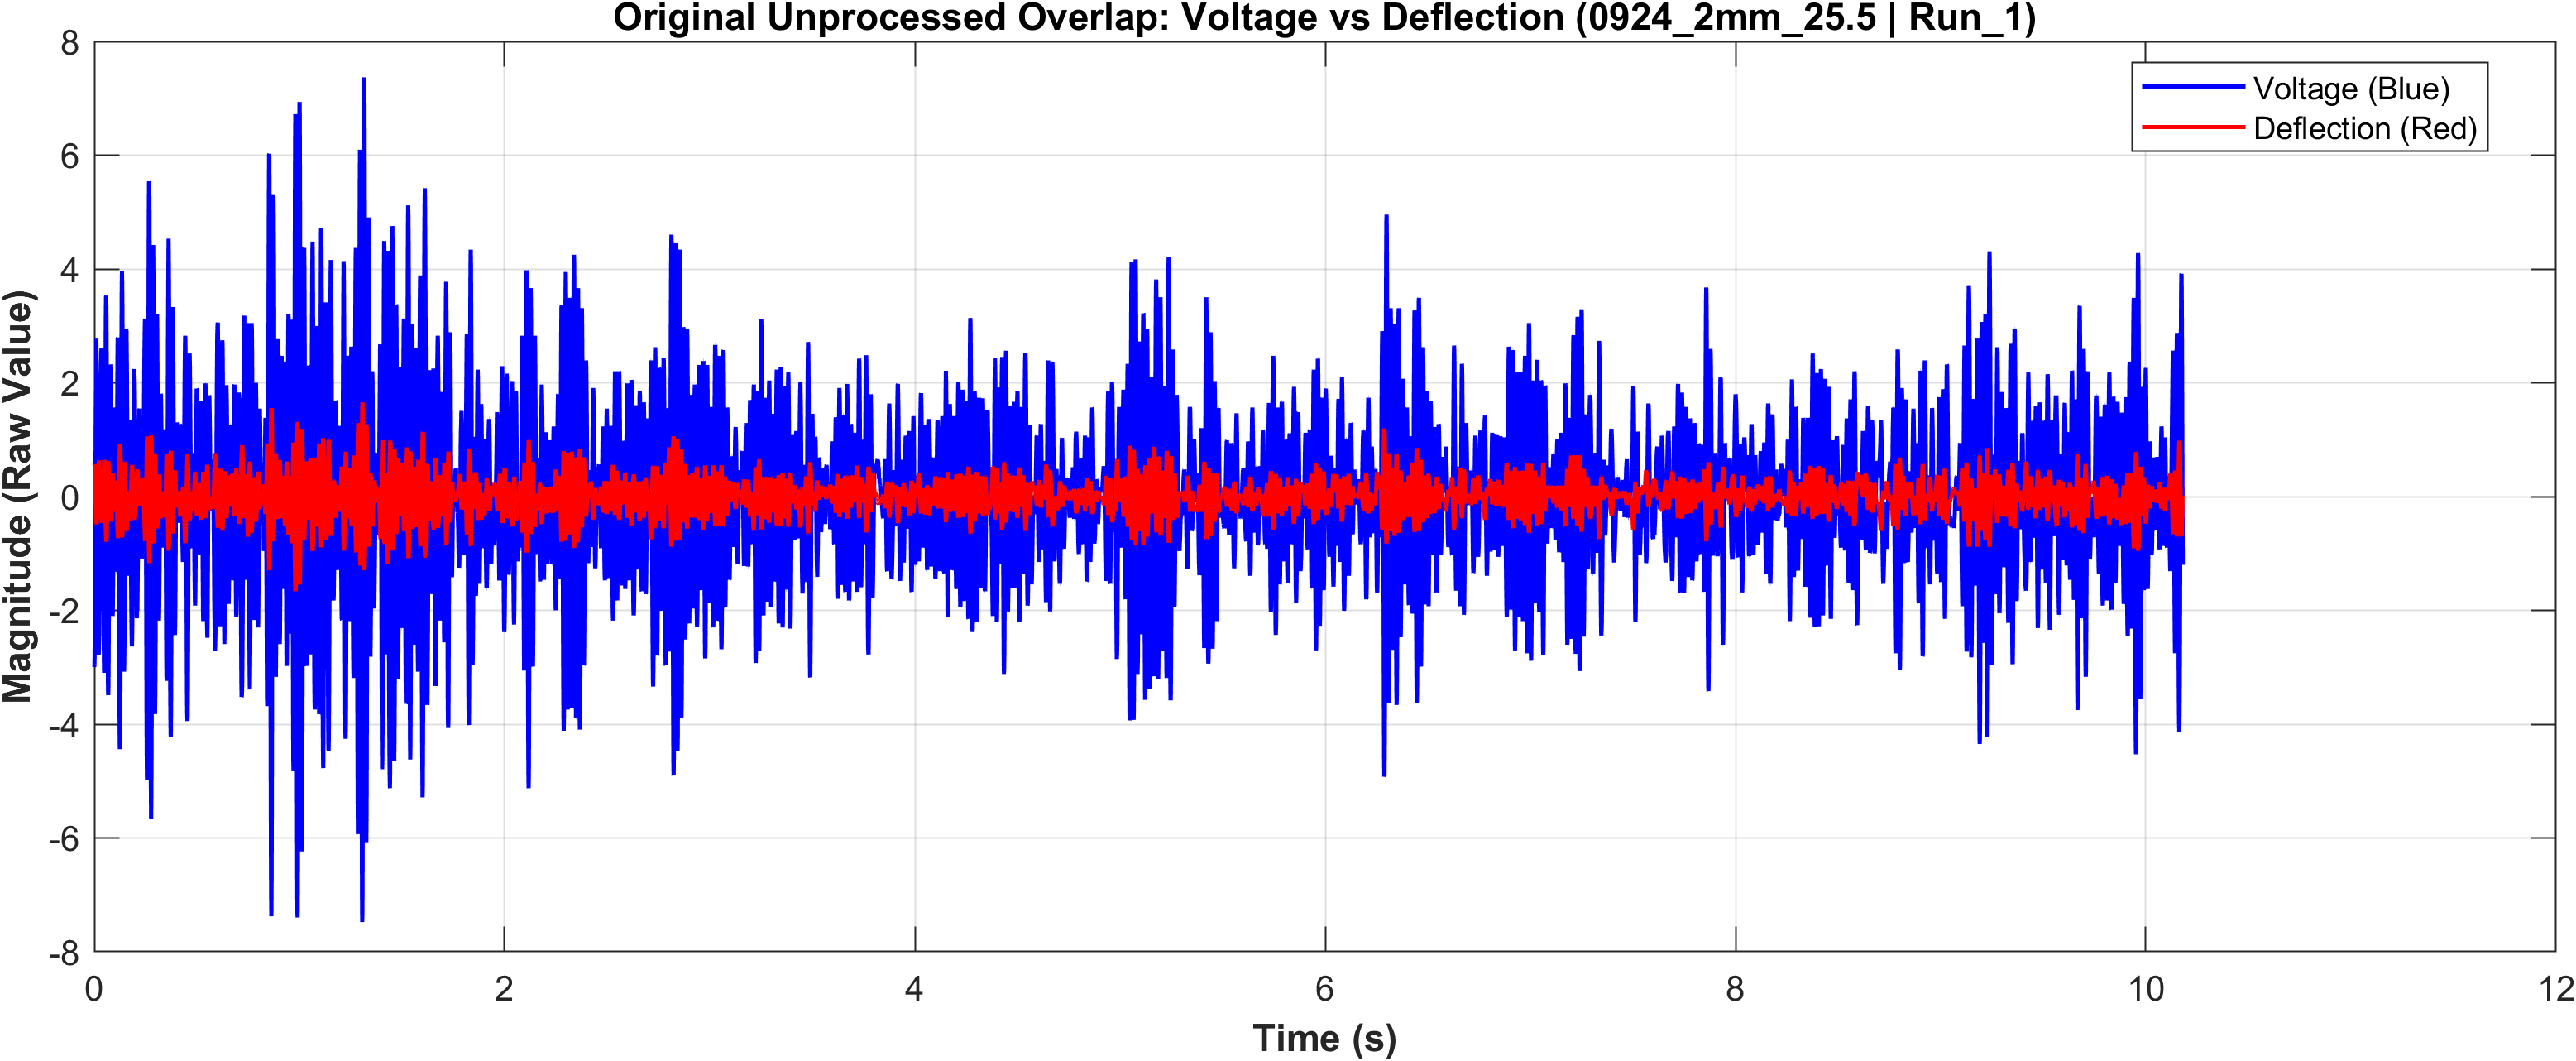 Original Unprocessed Overlap: Voltage vs Deflection (0924_2mm_25.5 | Run_1)
Voltage (Blue)
Deflection (Red)
Magnitude (Raw Value)
8
6
4
2
0
-2
-4
-6
-8
0 2 4 6 8 10 12
Time (s)